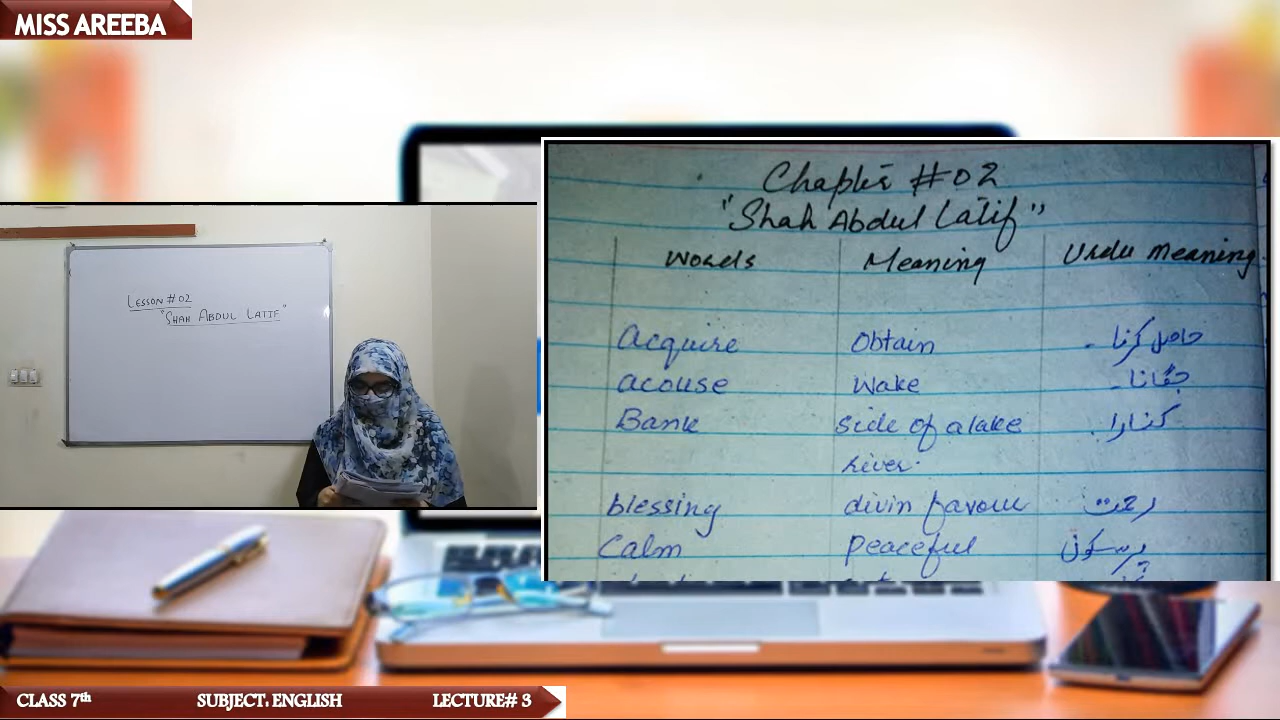 MISS AREEBA
LESSON # 02
"SHAH ABDUL LATIF"
Chapter #02
"Shah Abdul Latif"
Words Meaning Urdu meaning
Acquire Obtain حاصل کرنا۔
acouse Wake جگانا۔
Bank side of a lake کنارا.
river.
blessing divin favour رحمت
Calm Peaceful پرسکون
CLASS 7th SUBJECT. ENGLISH LECTURE# 3